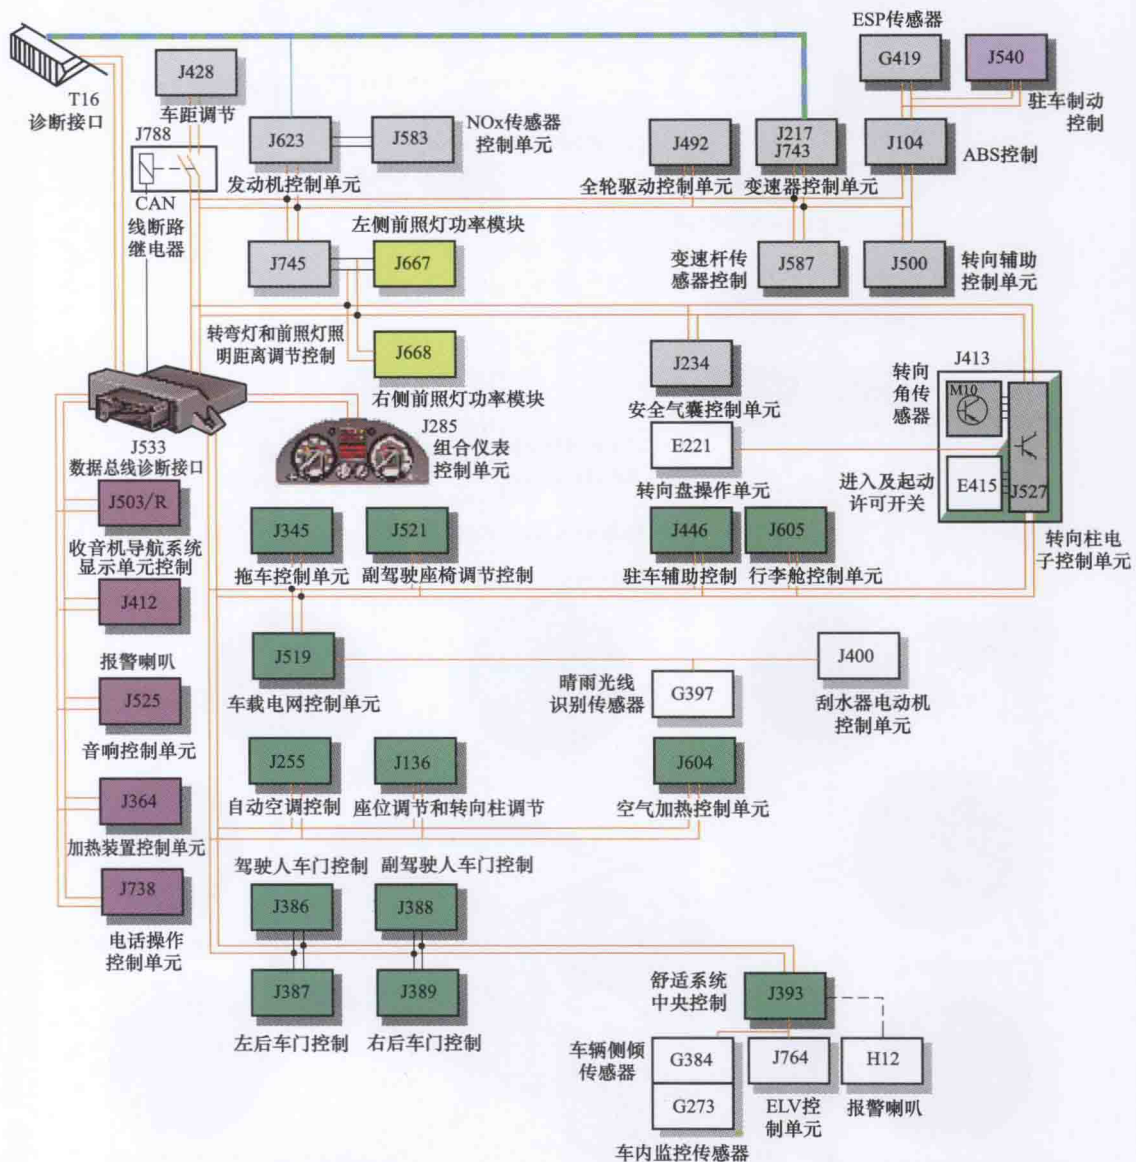 ESP传感器
G419
J540
驻车制动
控制
T16
诊断接口
J428
车距调节
J788
CAN
线断路
继电器
J623
发动机控制单元
J583
NOx传感器
控制单元
J492
全轮驱动控制单元
J217
J743
变速器控制单元
J104
ABS控制
左侧前照灯功率模块
J745
J667
变速杆传
感器控制
J587
J500
转向辅助
控制单元
转弯灯和前照灯照
明距离调节控制
J668
右侧前照灯功率模块
J234
安全气囊控制单元
J413
转向
角传
感器
M10
E221
转向盘操作单元
进入及起动
许可开关
E415
J527
转向柱电
子控制单元
J533
数据总线诊断接口
J285
组合仪表
控制单元
J503/R
收音机导航系统
显示单元控制
J345
拖车控制单元
J521
副驾驶座椅调节控制
J446
驻车辅助控制
J605
行李舱控制单元
J412
报警喇叭
J519
车载电网控制单元
晴雨光线
识别传感器
G397
J400
刮水器电动机
控制单元
J525
音响控制单元
J255
自动空调控制
J136
座位调节和转向柱调节
J604
空气加热控制单元
J364
加热装置控制单元
驾驶人车门控制
副驾驶人车门控制
J386
J388
J738
电话操作
控制单元
J387
左后车门控制
J389
右后车门控制
舒适系统
中央控制
J393
车辆侧倾
传感器
G384
G273
车内监控传感器
J764
ELV控
制单元
H12
报警喇叭